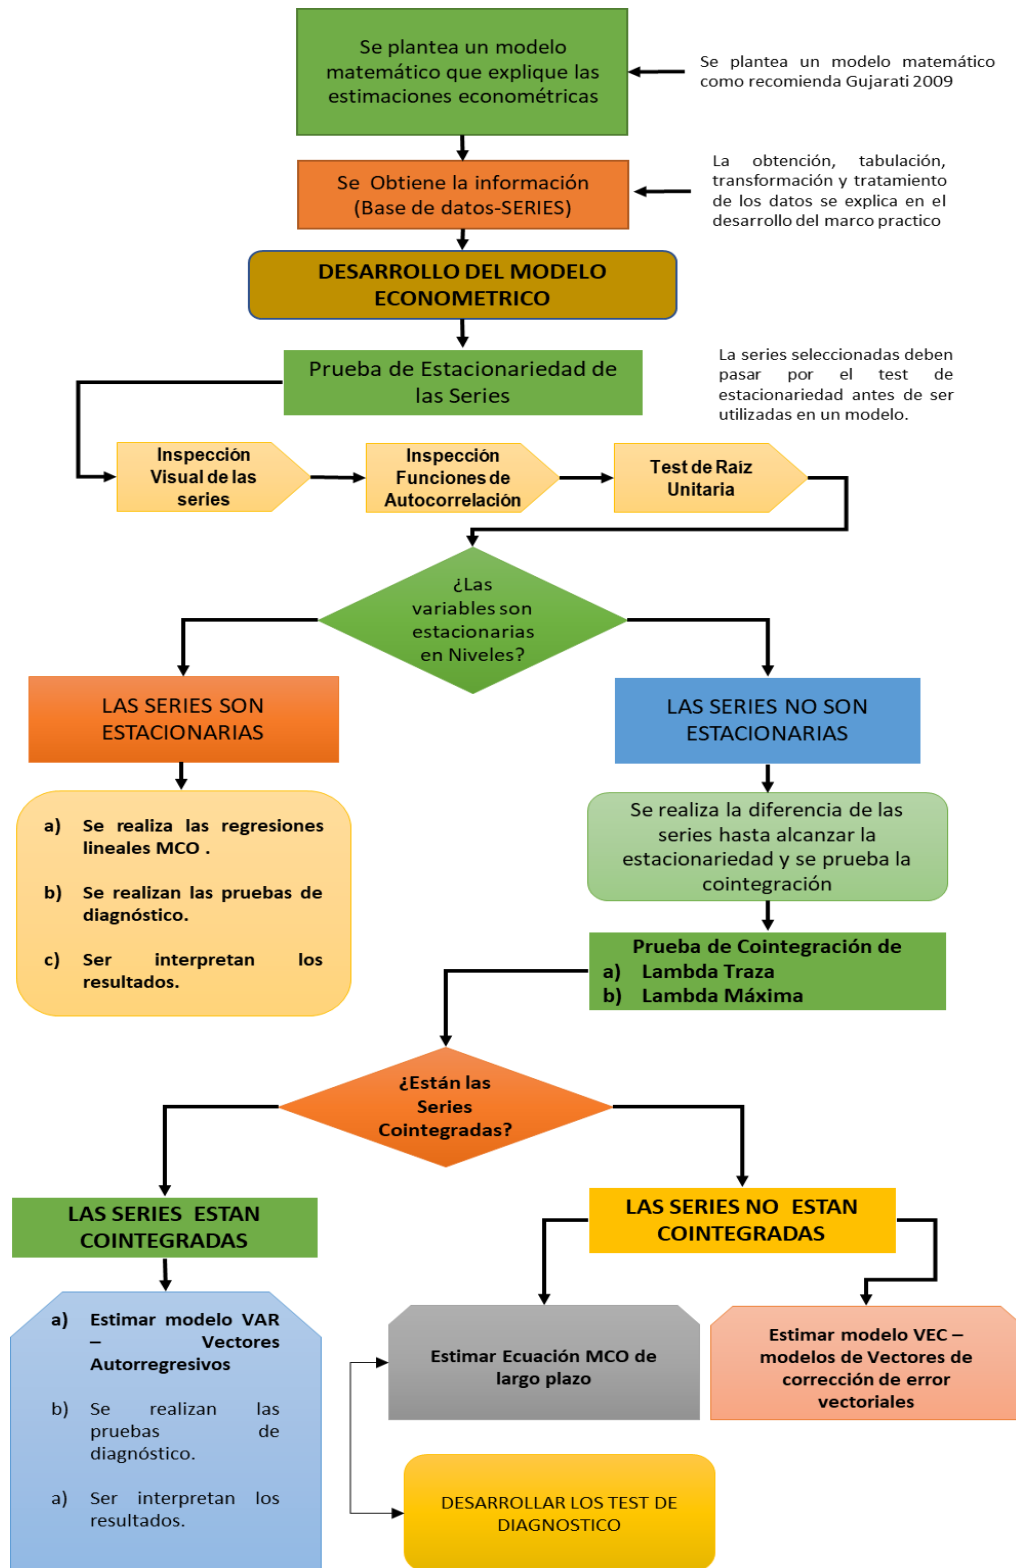 Se plantea un modelo
matemático que explique las
estimaciones econométricas
Se plantea un modelo matemático
como recomienda Gujarati 2009
Se Obtiene la información
(Base de datos-SERIES)
La obtención, tabulación,
transformación y tratamiento
de los datos se explica en el
desarrollo del marco practico
DESARROLLO DEL MODELO
ECONOMETRICO
Prueba de Estacionariedad de
las Series
La series seleccionadas deben
pasar por el test de
estacionariedad antes de ser
utilizadas en un modelo.
Inspección
Visual de las
series
Inspección
Funciones de
Autocorrelación
Test de Raíz
Unitaria
¿Las
variables son
estacionarias
en Niveles?
LAS SERIES SON
ESTACIONARIAS
LAS SERIES NO SON
ESTACIONARIAS
a) Se realiza las regresiones
lineales MCO .
b) Se realizan las pruebas de
diagnóstico.
c) Ser interpretan los
resultados.
Se realiza la diferencia de las
series hasta alcanzar la
estacionariedad y se prueba la
cointegración
Prueba de Cointegración de
a) Lambda Traza
b) Lambda Máxima
¿Están las
Series
Cointegradas?
LAS SERIES ESTAN
COINTEGRADAS
LAS SERIES NO ESTAN
COINTEGRADAS
a) Estimar modelo VAR
– Vectores
Autorregresivos
b) Se realizan las
pruebas de
diagnóstico.
a) Ser interpretan los
resultados.
Estimar Ecuación MCO de
largo plazo
Estimar modelo VEC –
modelos de Vectores de
corrección de error
vectoriales
DESARROLLAR LOS TEST DE
DIAGNOSTICO